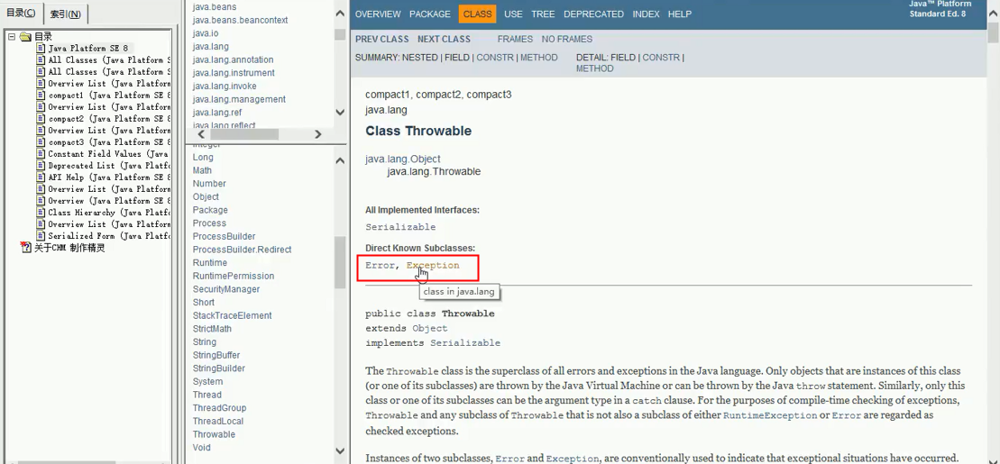 目录(C)
索引(N)
目录
Java Platform SE 8
All Classes (Java Platform S
All Classes (Java Platform S
Overview List (Java Platform
compact1 (Java Platform SE
compact2 (Java Platform SE
Overview List (Java Platform
compact3 (Java Platform SE
Constant Field Values (Java
Deprecated List (Java Platf
API Help (Java Platform SE
Overview List (Java Platform
Overview (Java Platform SE 8
Class Hierarchy (Java Platf
Overview List (Java Platform
Serialized Form (Java Platfo
关于CHM 制作精灵
java.beans
java.beans.beancontext
java.io
java.lang
java.lang.annotation
java.lang.instrument
java.lang.invoke
java.lang.management
java.lang.ref
java.lang.reflect
Integer
Long
Math
Number
Object
Package
Process
ProcessBuilder
ProcessBuilder.Redirect
Runtime
RuntimePermission
SecurityManager
Short
StackTraceElement
StrictMath
String
StringBuffer
StringBuilder
System
Thread
ThreadGroup
ThreadLocal
Throwable
Void
OVERVIEW PACKAGE CLASS USE TREE DEPRECATED INDEX HELP
Java™ Platform
Standard Ed. 8
PREV CLASS NEXT CLASS FRAMES NO FRAMES
SUMMARY: NESTED | FIELD | CONSTR | METHOD DETAIL: FIELD | CONSTR |
METHOD
compact1, compact2, compact3
java.lang
Class Throwable
java.lang.Object
java.lang.Throwable
All Implemented Interfaces:
Serializable
Direct Known Subclasses:
Error, Exception
class in java.lang
public class Throwable
extends Object
implements Serializable
The Throwable class is the superclass of all errors and exceptions in the Java language. Only objects that are instances of this class
(or one of its subclasses) are thrown by the Java Virtual Machine or can be thrown by the Java throw statement. Similarly, only this
class or one of its subclasses can be the argument type in a catch clause. For the purposes of compile-time checking of exceptions,
Throwable and any subclass of Throwable that is not also a subclass of either RuntimeException or Error are regarded as
checked exceptions.
Instances of two subclasses, Error and Exception, are conventionally used to indicate that exceptional situations have occurred.